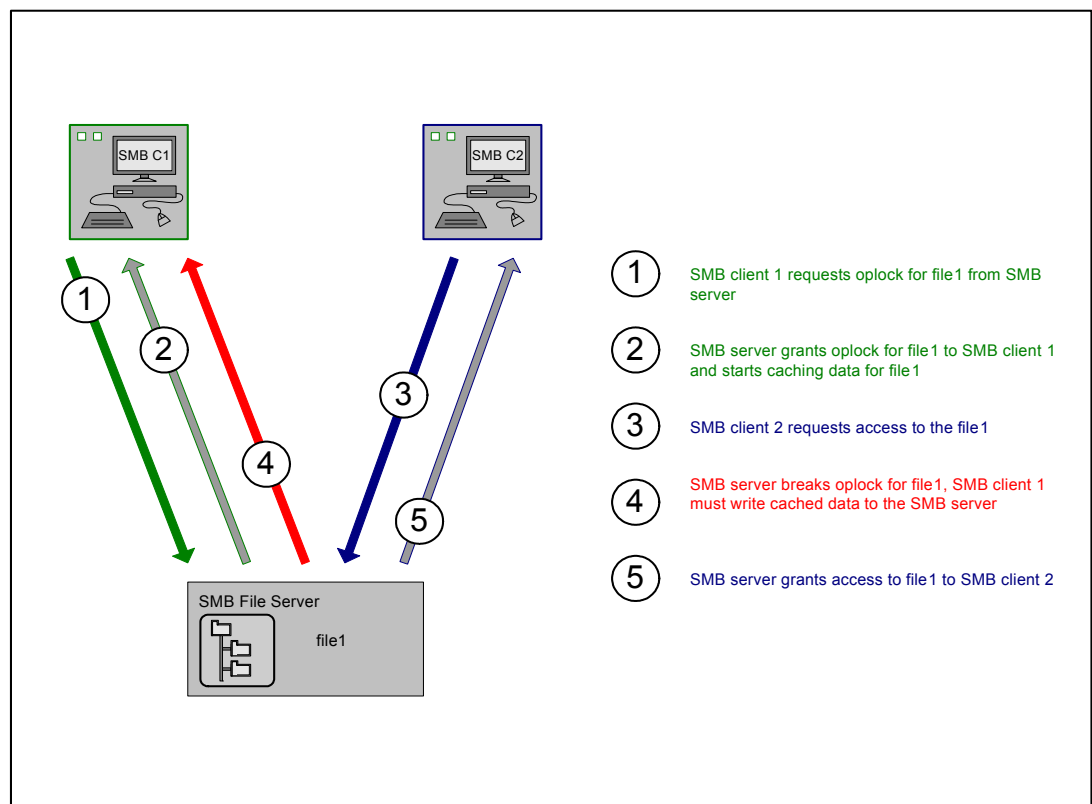 SMB C1
SMB C2
1
2
3
4
5
SMB File Server
file1
1
SMB client 1 requests oplock for file1 from SMB
server
2
SMB server grants oplock for file1 to SMB client 1
and starts caching data for file1
3
SMB client 2 requests access to the file1
4
SMB server breaks oplock for file1, SMB client 1
must write cached data to the SMB server
5
SMB server grants access to file1 to SMB client 2